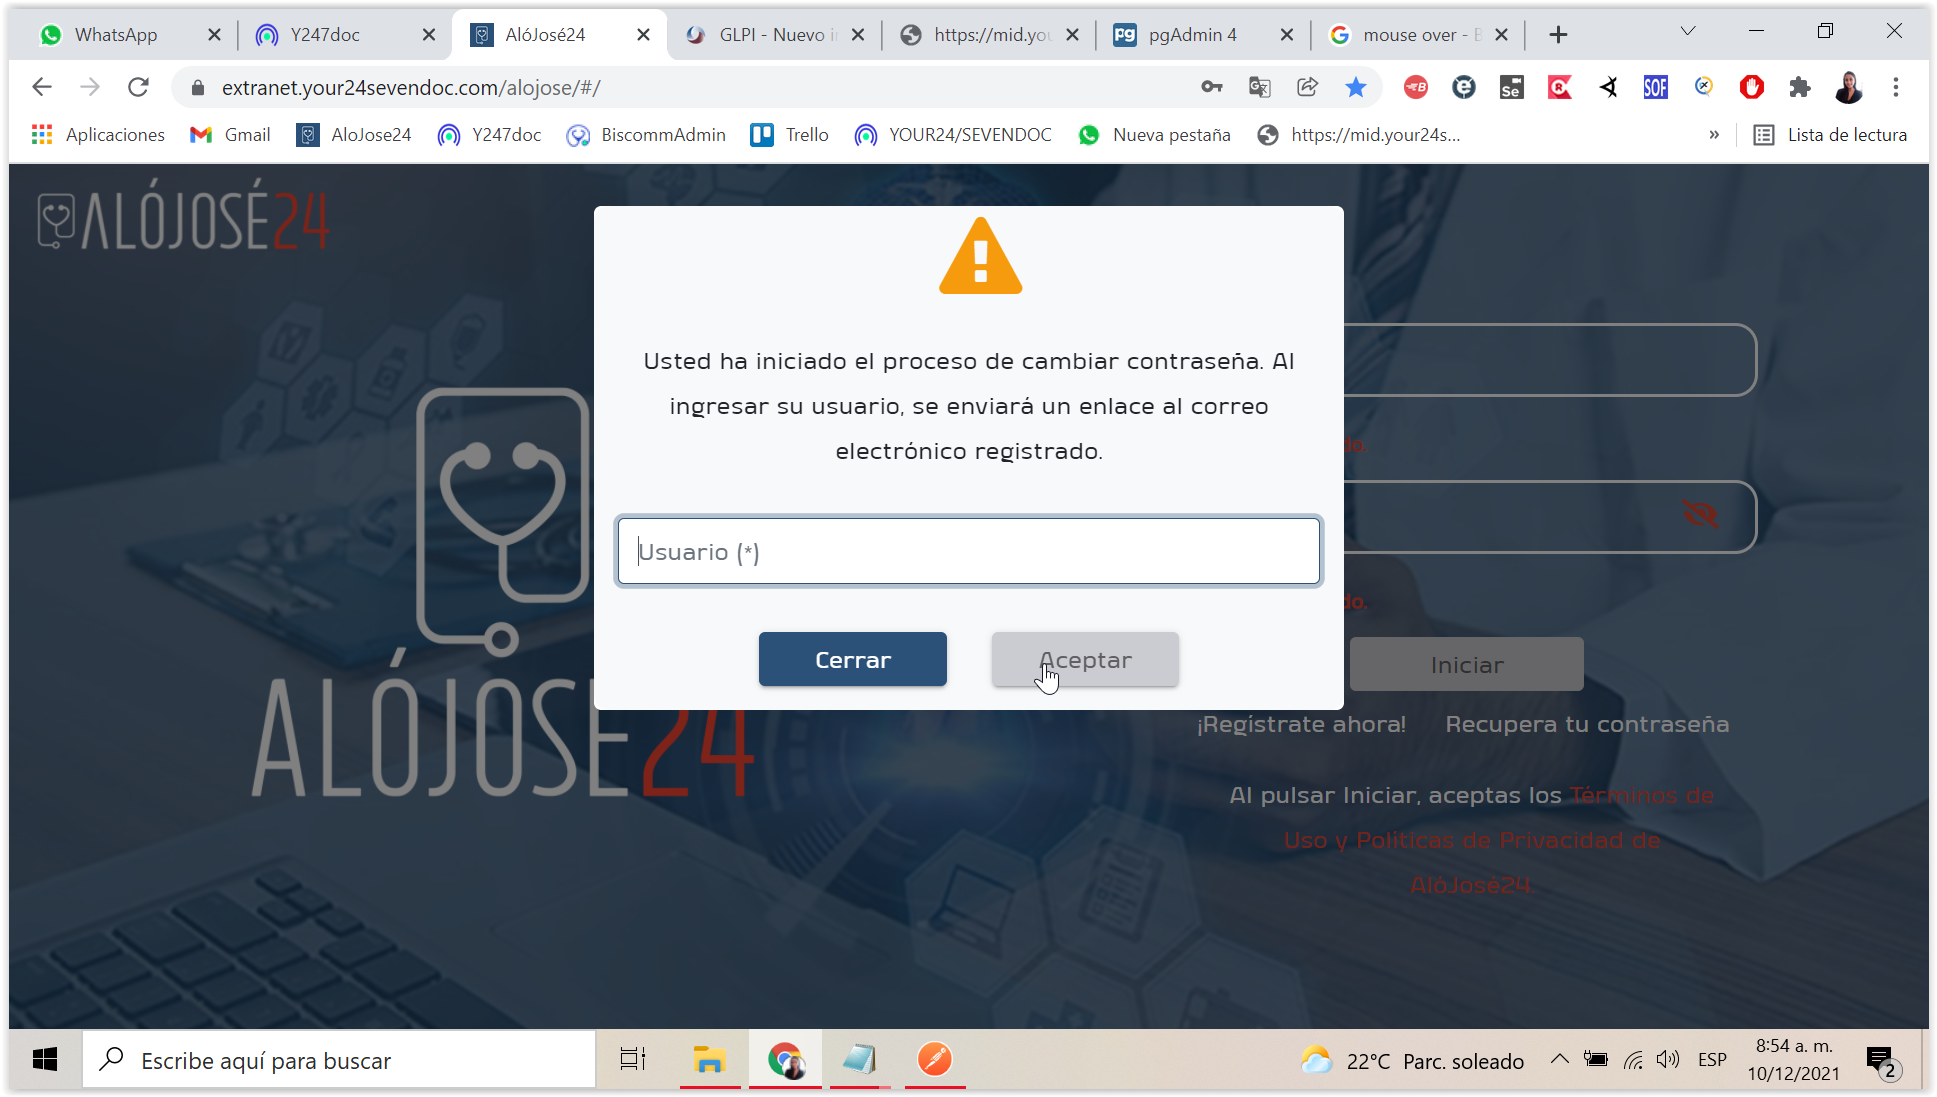 WhatsApp
Y247doc
AlóJosé24
GLPI - Nuevo i
https://mid.you
pgAdmin 4
mouse over - B
extranet.your24sevendoc.com/alojose/#/
Aplicaciones
Gmail
AloJose24
Y247doc
BiscommAdmin
Trello
YOUR24/SEVENDOC
Nueva pestaña
https://mid.your24s...
»
Lista de lectura
ALÓJOSÉ24
Usted ha iniciado el proceso de cambiar contraseña. Al
ingresar su usuario, se enviará un enlace al correo
electrónico registrado.
do.
Usuario (*)
do.
Cerrar
Aceptar
Iniciar
ALÓJOSE24
¡Regístrate ahora!
Recupera tu contraseña
Al pulsar Iniciar, aceptas los Términos de
Uso y Políticas de Privacidad de
AlóJosé24.
Escribe aquí para buscar
22°C Parc. soleado
ESP
8:54 a. m.
10/12/2021
2